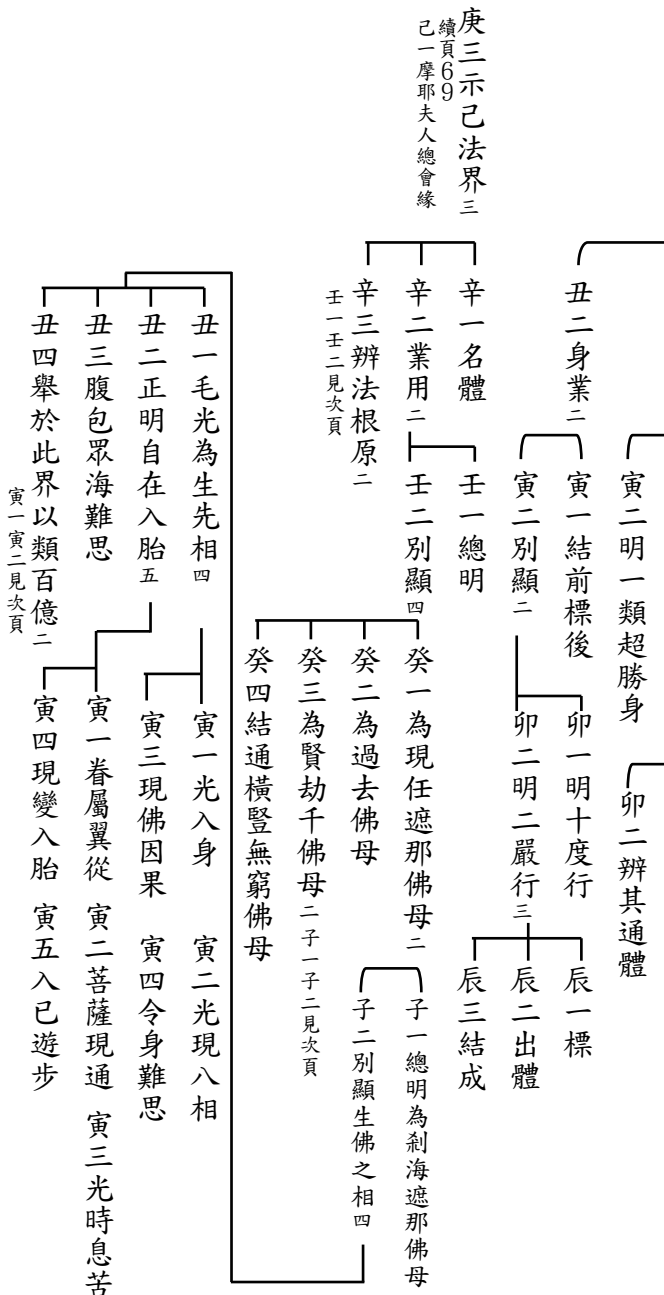 寅二明一類超勝身
卯二辨其通體
丑二身業二
寅一結前標後
寅二別顯二
卯一明十度行
卯二明二嚴行三
辰一標
辰二出體
辰三結成
庚三示己法界三
續頁69
己一摩耶夫人總會緣
辛一名體
辛二業用二
辛三辨法根原二
壬一壬二見次頁
壬一總明
壬二別顯四
癸一為現任遮那佛母二
癸二為過去佛母
癸三為賢劫千佛母二子一子二見次頁
癸四結通橫豎無窮佛母
子一總明為剎海遮那佛母
子二別顯生佛之相四
丑一毛光為生先相四
丑二正明自在入胎五
丑三腹包眾海難思
丑四舉於此界以類百億二
寅一寅二見次頁
寅一光入身 寅二光現八相
寅三現佛因果 寅四令身難思
寅一眷屬翼從 寅二菩薩現通 寅三光時息苦
寅四現變入胎 寅五入已遊步